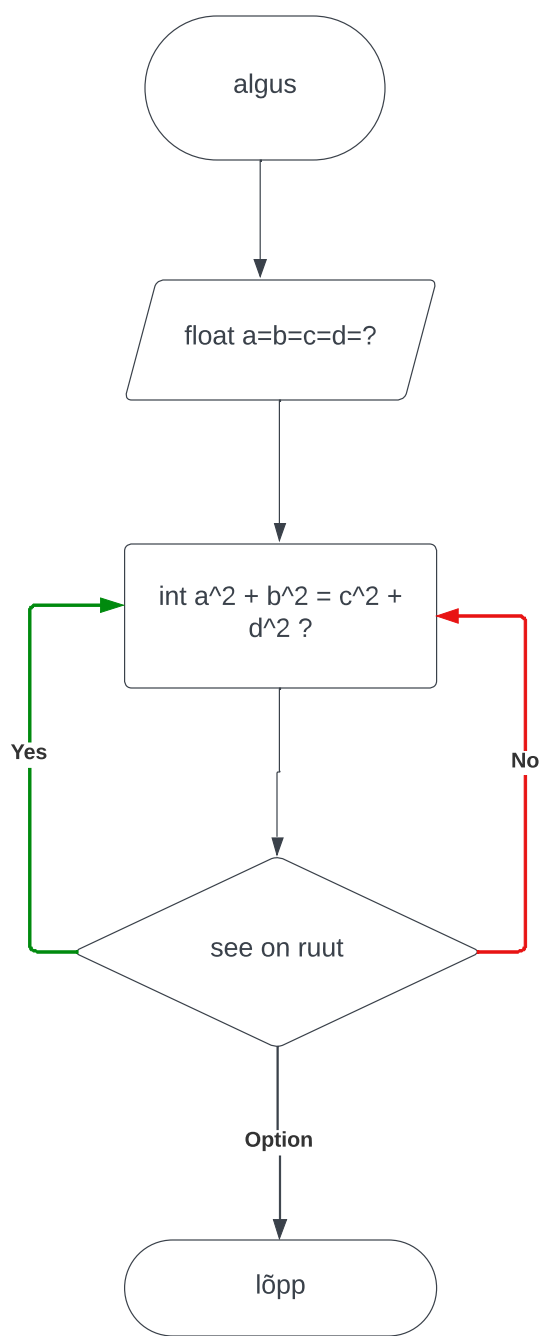 algus
float a=b=c=d=?
int a^2 + b^2 = c^2 +
d^2 ?
Yes
No
see on ruut
Option
lõpp